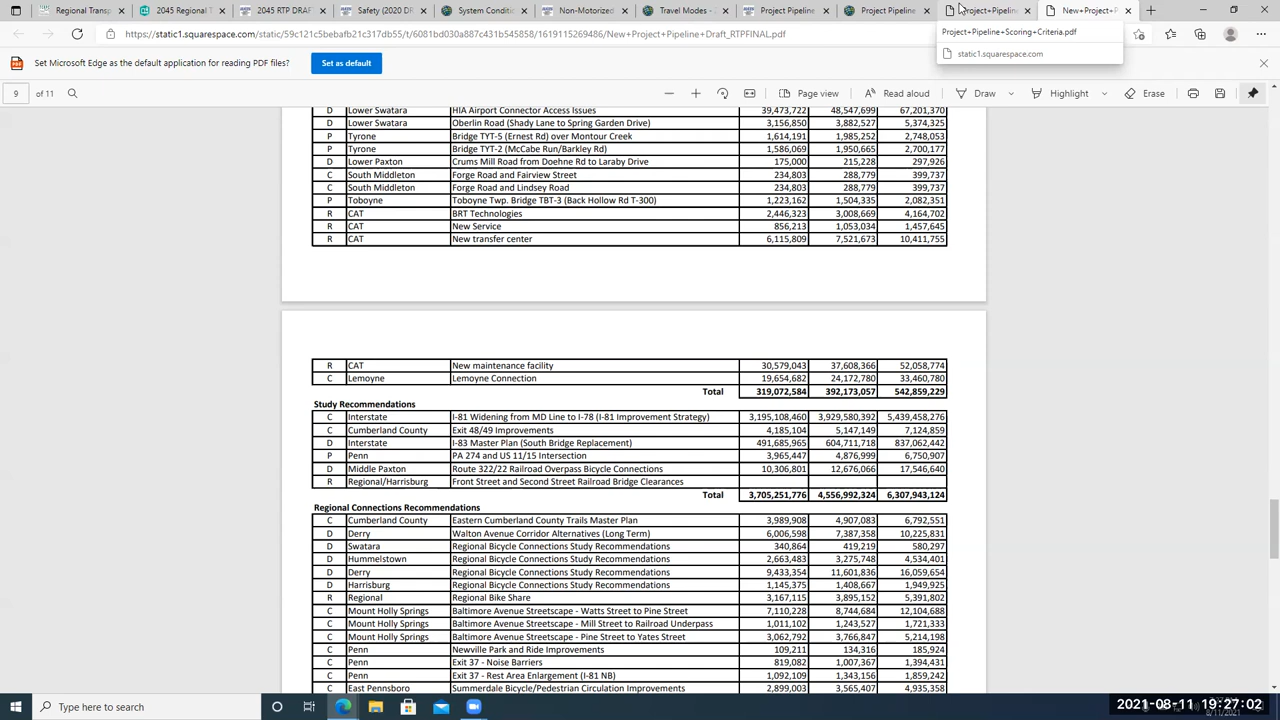 Regional Transp
2045 Regional T
2045 RTP DRAF
Safety (2020 D
System Conditi
Non-Motorized
Travel Modes -
Project Pipeline
Project Pipeline
Project+Pipelin
New+Project+P
https://static1.squarespace.com/static/59c121c5bebafb21c317db55/t/6081bd030a887c431b545858/1619115269486/New+Project+Pipeline+Draft_RTPFINAL.pdf
Project+Pipeline+Scoring+Criteria.pdf
static1.squarespace.com
Set Microsoft Edge as the default application for reading PDF files? Set as default
9 of 11 Page view Read aloud Draw Highlight Erase
D Lower Swatara HIA Airport Connector Access Issues 39,473,722 48,547,699 67,201,370
D Lower Swatara Oberlin Road (Shady Lane to Spring Garden Drive) 3,156,850 3,882,527 5,374,325
P Tyrone Bridge TYT-5 (Ernest Rd) over Montour Creek 1,614,191 1,985,252 2,748,053
P Tyrone Bridge TYT-2 (McCabe Run/Barkley Rd) 1,586,069 1,950,665 2,700,177
D Lower Paxton Crums Mill Road from Doehne Rd to Laraby Drive 175,000 215,228 297,926
C South Middleton Forge Road and Fairview Street 234,803 288,779 399,737
C South Middleton Forge Road and Lindsey Road 234,803 288,779 399,737
P Toboyne Toboyne Twp. Bridge TBT-3 (Back Hollow Rd T-300) 1,223,162 1,504,335 2,082,351
R CAT BRT Technologies 2,446,323 3,008,669 4,164,702
R CAT New Service 856,213 1,053,034 1,457,645
R CAT New transfer center 6,115,809 7,521,673 10,411,755
R CAT New maintenance facility 30,579,043 37,608,366 52,058,774
C Lemoyne Lemoyne Connection 19,654,682 24,172,780 33,460,780
Total 319,072,584 392,173,057 542,859,229
Study Recommendations
C Interstate I-81 Widening from MD Line to I-78 (I-81 Improvement Strategy) 3,195,108,460 3,929,580,392 5,439,458,276
C Cumberland County Exit 48/49 Improvements 4,185,104 5,147,149 7,124,859
D Interstate I-83 Master Plan (South Bridge Replacement) 491,685,965 604,711,718 837,062,442
P Penn PA 274 and US 11/15 Intersection 3,965,447 4,876,999 6,750,907
D Middle Paxton Route 322/22 Railroad Overpass Bicycle Connections 10,306,801 12,676,066 17,546,640
R Regional/Harrisburg Front Street and Second Street Railroad Bridge Clearances
Total 3,705,251,776 4,556,992,324 6,307,943,124
Regional Connections Recommendations
C Cumberland County Eastern Cumberland County Trails Master Plan 3,989,908 4,907,083 6,792,551
D Derry Walton Avenue Corridor Alternatives (Long Term) 6,006,598 7,387,358 10,225,831
D Swatara Regional Bicycle Connections Study Recommendations 340,864 419,219 580,297
D Hummelstown Regional Bicycle Connections Study Recommendations 2,663,483 3,275,748 4,534,401
D Derry Regional Bicycle Connections Study Recommendations 9,433,354 11,601,836 16,059,654
D Harrisburg Regional Bicycle Connections Study Recommendations 1,145,375 1,408,667 1,949,925
R Regional Regional Bike Share 3,167,115 3,895,152 5,391,802
C Mount Holly Springs Baltimore Avenue Streetscape - Watts Street to Pine Street 7,110,228 8,744,684 12,104,688
C Mount Holly Springs Baltimore Avenue Streetscape - Mill Street to Railroad Underpass 1,011,102 1,243,527 1,721,333
C Mount Holly Springs Baltimore Avenue Streetscape - Pine Street to Yates Street 3,062,792 3,766,847 5,214,198
C Penn Newville Park and Ride Improvements 109,211 134,316 185,924
C Penn Exit 37 - Noise Barriers 819,082 1,007,367 1,394,431
C Penn Exit 37 - Rest Area Enlargement (I-81 NB) 1,092,109 1,343,156 1,859,242
C East Pennsboro Summerdale Bicycle/Pedestrian Circulation Improvements 2,899,003 3,565,407 4,935,358
Type here to search
2021-08-11 19:27:02